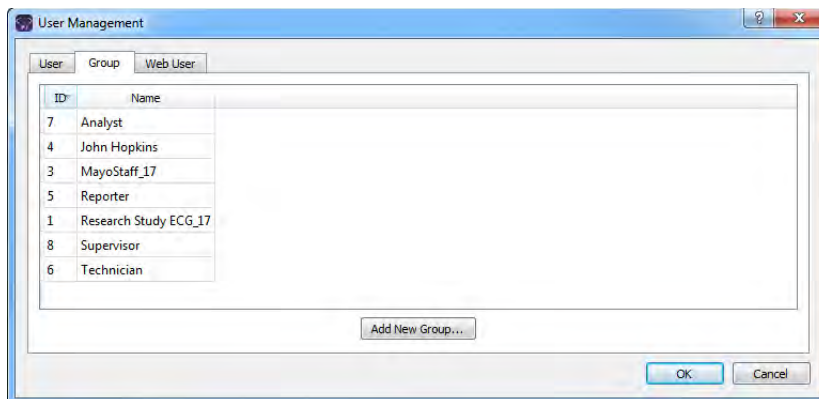 User Management
User Group Web User
ID Name
7 Analyst
4 John Hopkins
3 MayoStaff_17
5 Reporter
1 Research Study ECG_17
8 Supervisor
6 Technician
Add New Group...
OK Cancel